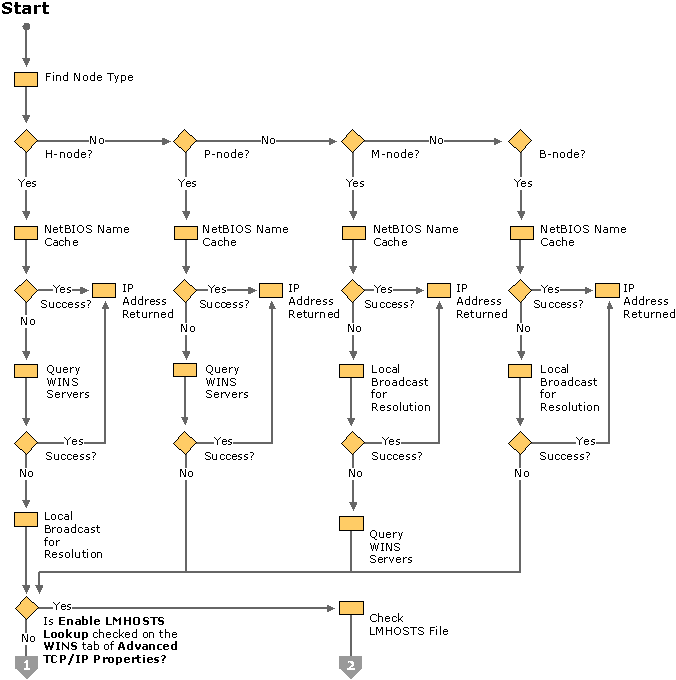 Start
Find Node Type
No
No
No
H-node?
P-node?
M-node?
B-node?
Yes
Yes
Yes
Yes
NetBIOS Name
Cache
NetBIOS Name
Cache
NetBIOS Name
Cache
NetBIOS Name
Cache
Yes
Success?
IP
Address
Returned
Yes
Success?
IP
Address
Returned
Yes
Success?
IP
Address
Returned
Yes
Success?
IP
Address
Returned
No
No
No
No
Query
WINS
Servers
Query
WINS
Servers
Local
Broadcast
for
Resolution
Local
Broadcast
for
Resolution
Yes
Success?
Yes
Success?
Yes
Success?
Yes
Success?
No
No
No
No
Local
Broadcast
for
Resolution
Query
WINS
Servers
Yes
Is Enable LMHOSTS
Lookup checked on the
WINS tab of Advanced
TCP/IP Properties?
No
Check
LMHOSTS File
1
2